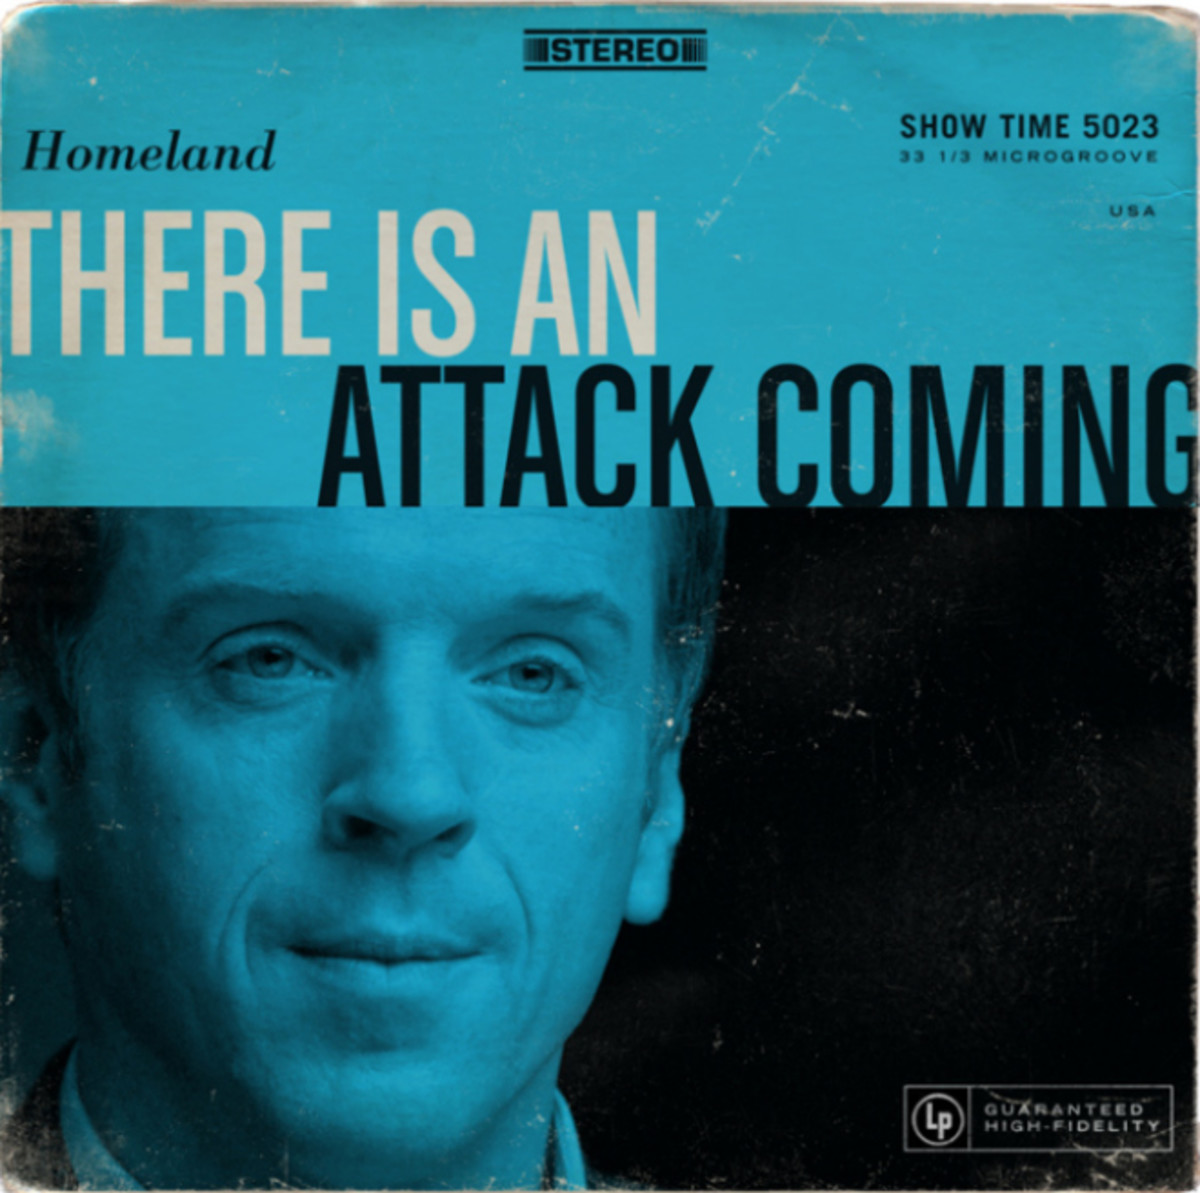 STEREO
Homeland
SHOW TIME 5023
33 1/3 MICROGROOVE
USA
THERE IS AN
ATTACK COMING
Lp
GUARANTEED
HIGH-FIDELITY